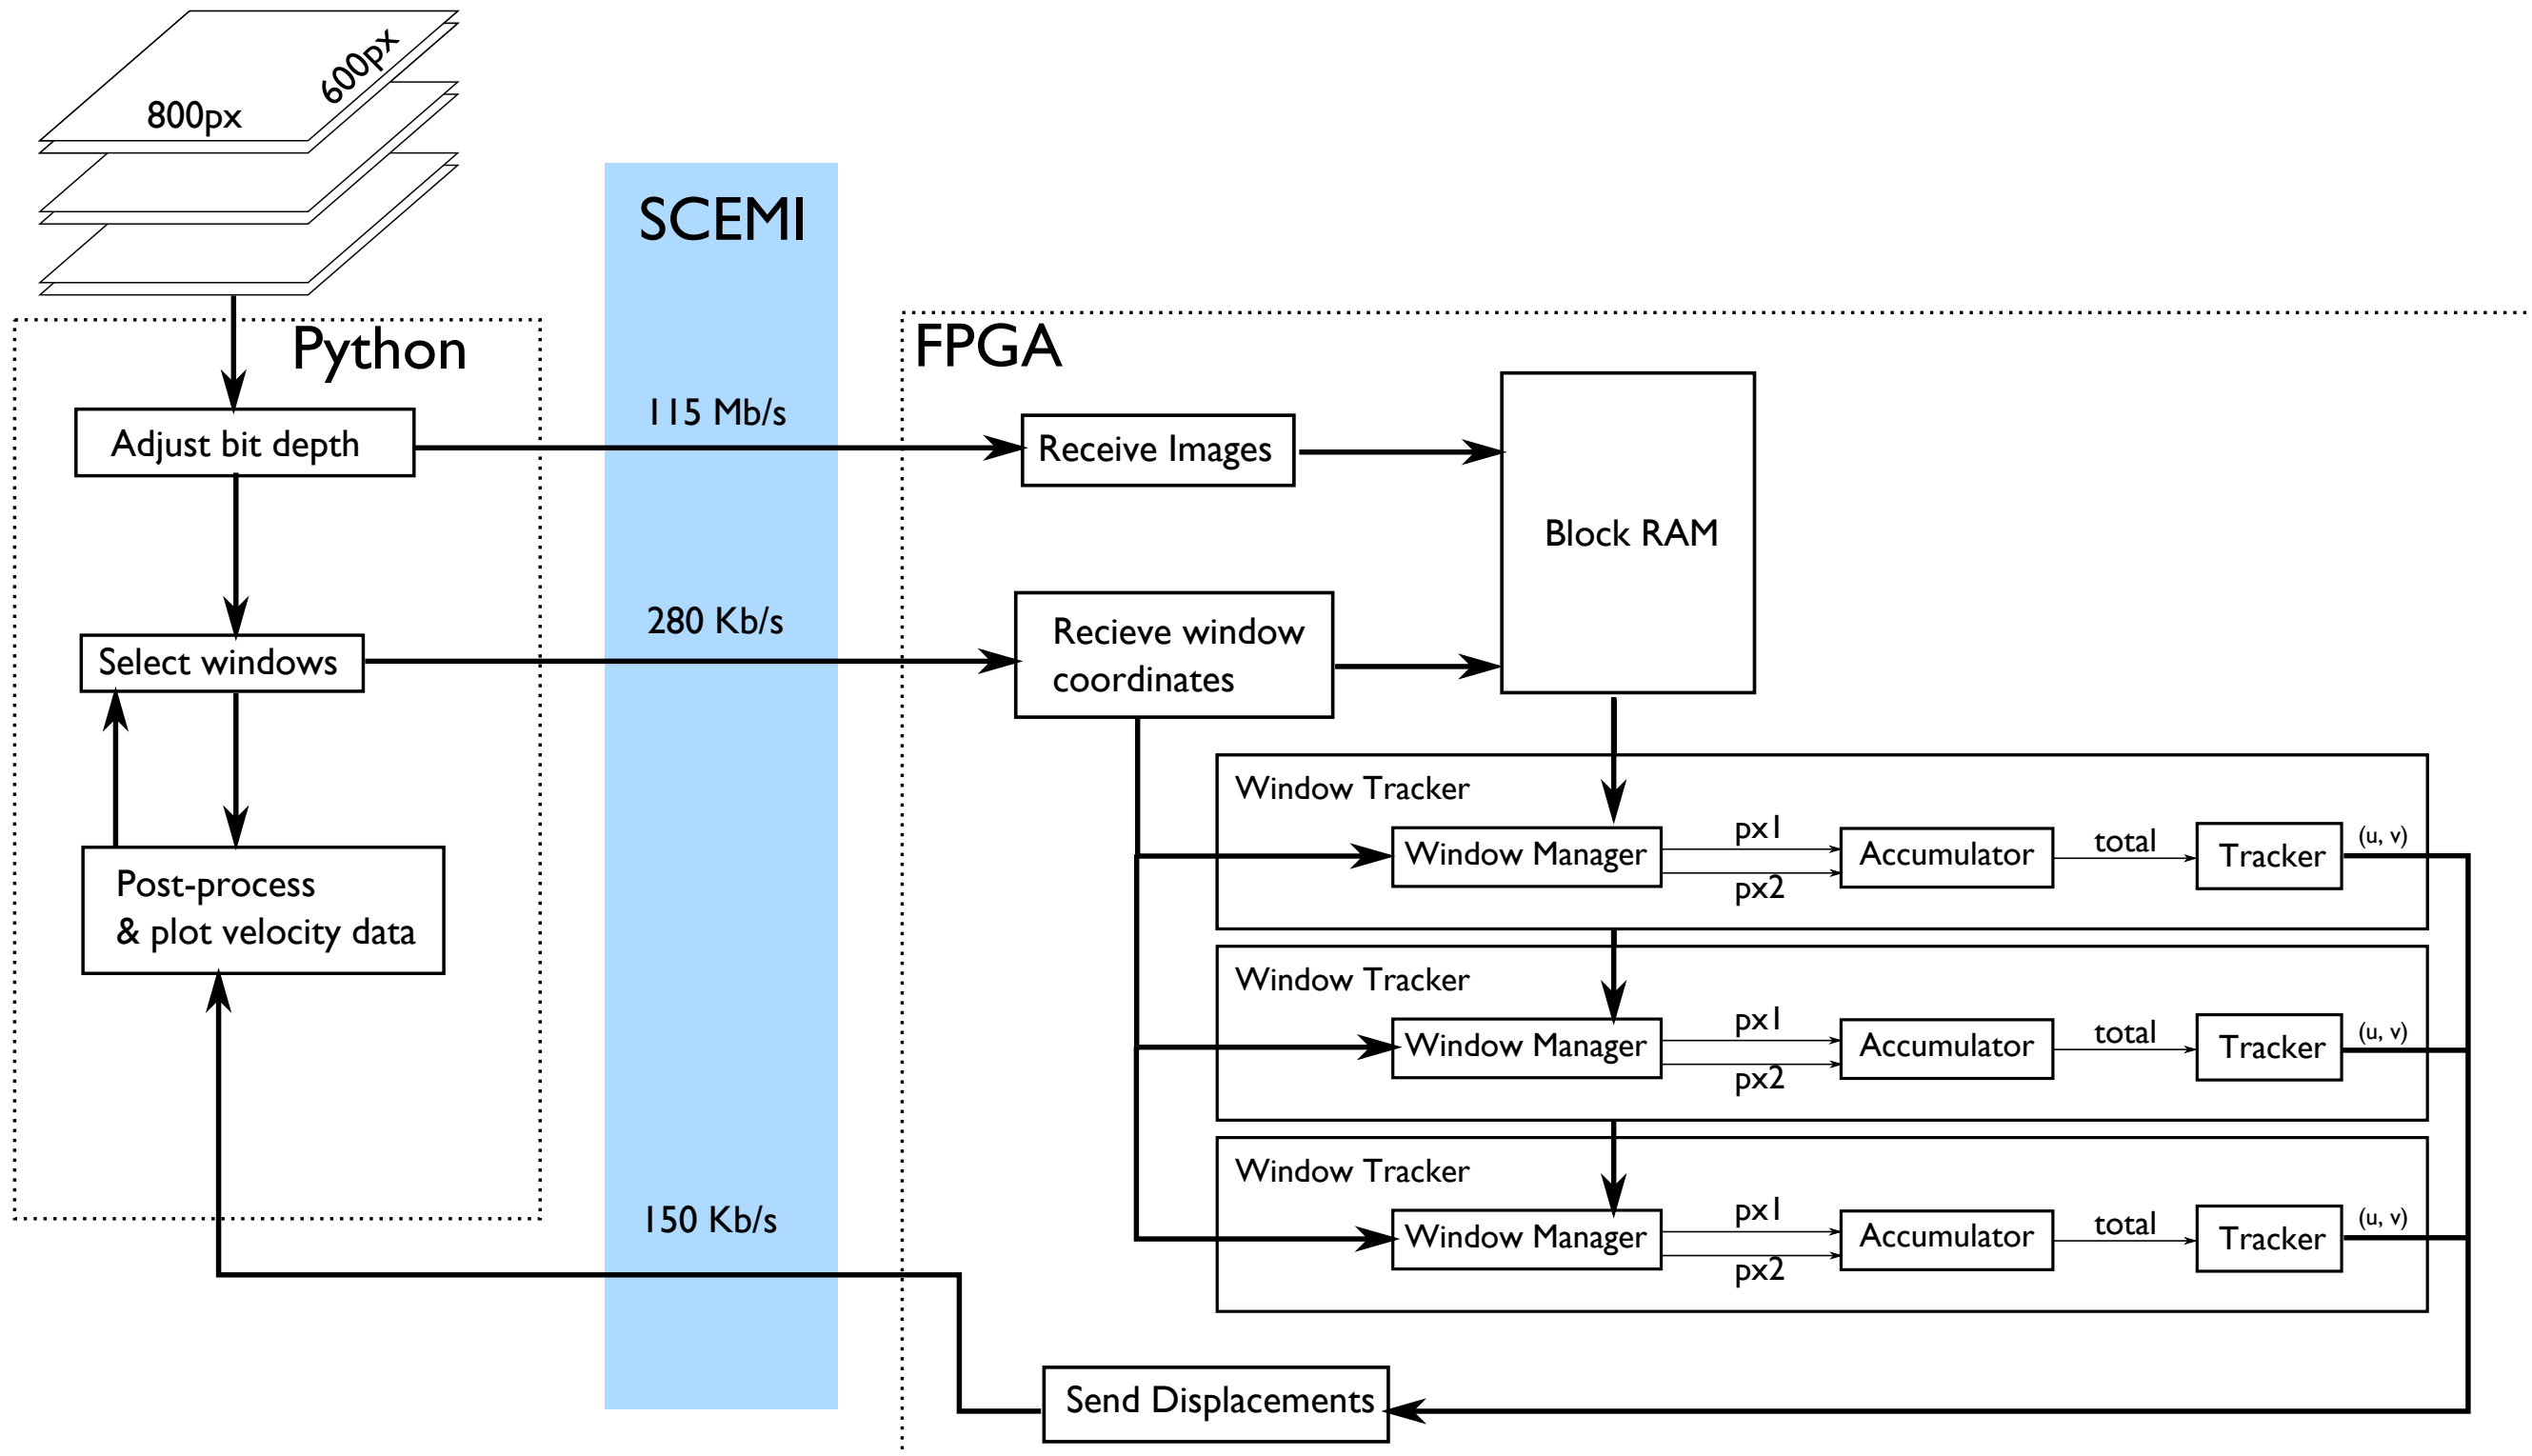 800px
600px
SCEMI
Python
FPGA
115 Mb/s
Adjust bit depth
Receive Images
Block RAM
280 Kb/s
Select windows
Recieve window
coordinates
Window Tracker
Window Manager
px1
px2
Accumulator
total
Tracker
(u, v)
Post-process
& plot velocity data
Window Tracker
Window Manager
px1
px2
Accumulator
total
Tracker
(u, v)
Window Tracker
Window Manager
px1
px2
Accumulator
total
Tracker
(u, v)
150 Kb/s
Send Displacements